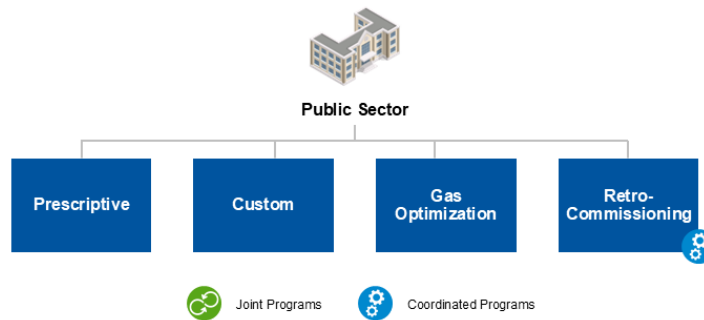 Public Sector
Prescriptive
Custom
Gas
Optimization
Retro-
Commissioning
Joint Programs
Coordinated Programs